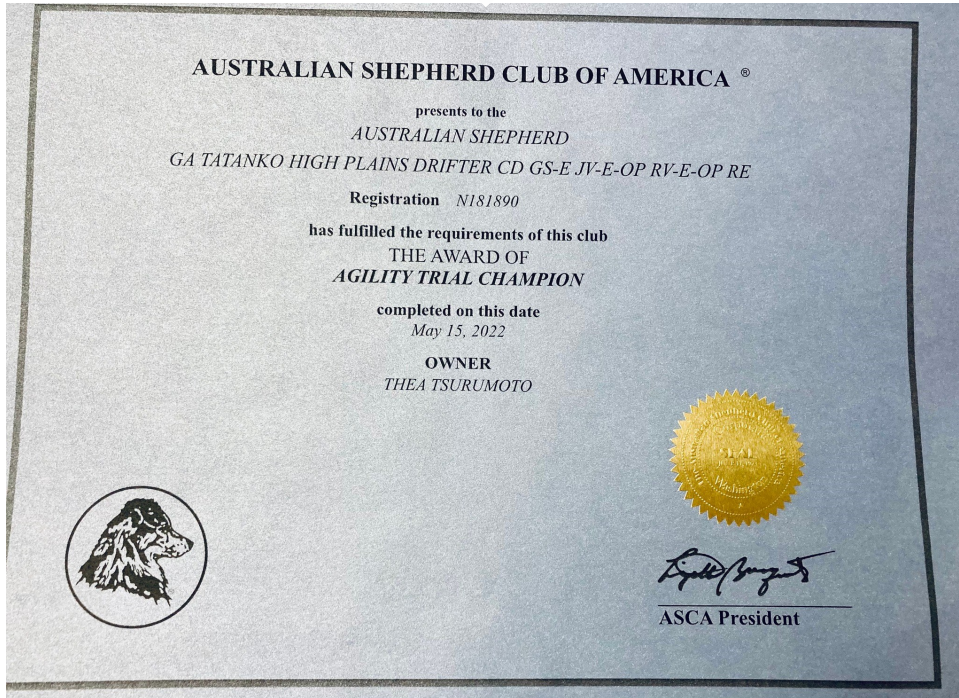 AUSTRALIAN SHEPHERD CLUB OF AMERICA ®
presents to the
AUSTRALIAN SHEPHERD
GA TATANKO HIGH PLAINS DRIFTER CD GS-E JV-E-OP RV-E-OP RE
Registration N181890
has fulfilled the requirements of this club
THE AWARD OF
AGILITY TRIAL CHAMPION
completed on this date
May 15, 2022
OWNER
THEA TSURUMOTO
SEAL
Washington
ASCA President